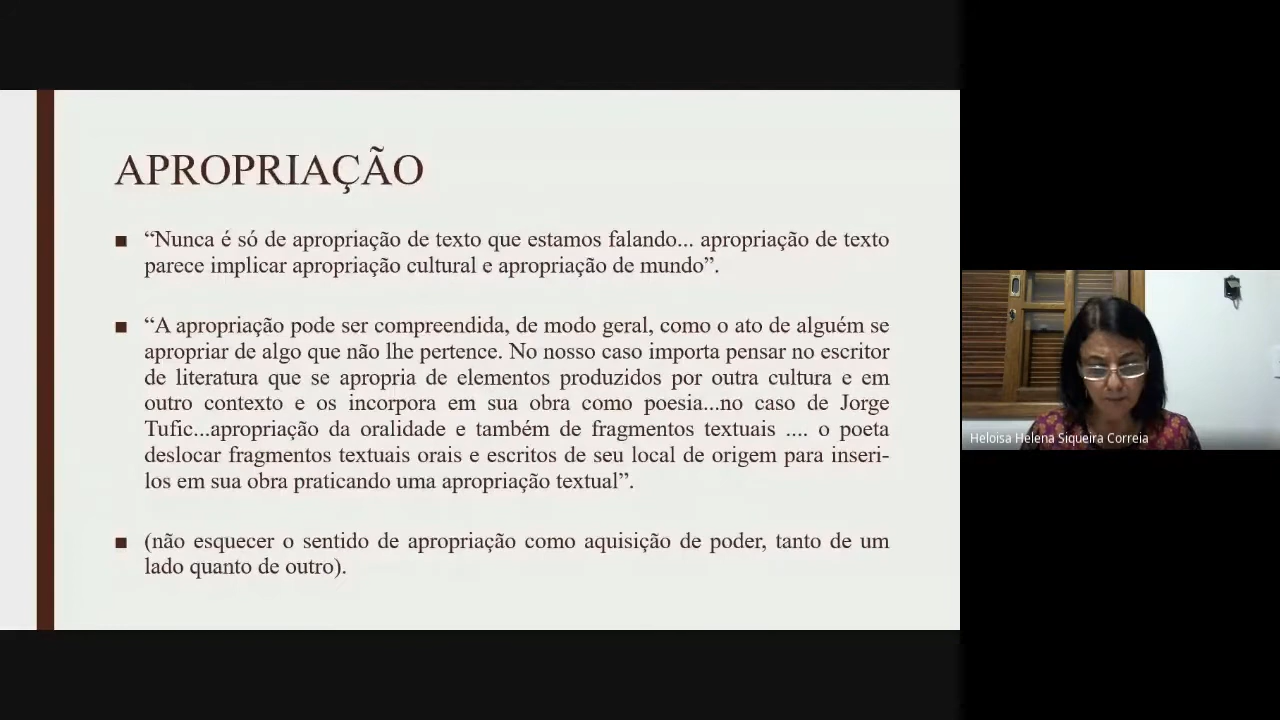 APROPRIAÇÃO
■ “Nunca é só de apropriação de texto que estamos falando... apropriação de texto
parece implicar apropriação cultural e apropriação de mundo”.
■ “A apropriação pode ser compreendida, de modo geral, como o ato de alguém se
apropriar de algo que não lhe pertence. No nosso caso importa pensar no escritor
de literatura que se apropria de elementos produzidos por outra cultura e em
outro contexto e os incorpora em sua obra como poesia...no caso de Jorge
Tufic...apropriação da oralidade e também de fragmentos textuais .... o poeta
deslocar fragmentos textuais orais e escritos de seu local de origem para inseri-
los em sua obra praticando uma apropriação textual”.
■ (não esquecer o sentido de apropriação como aquisição de poder, tanto de um
lado quanto de outro).
Heloisa Helena Siqueira Correia